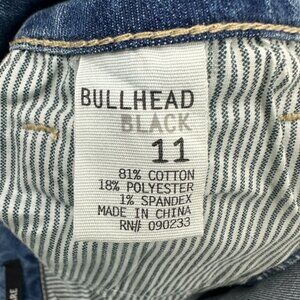 BULLHEAD
BLACK
11
81% COTTON
18% POLYESTER
1% SPANDEX
MADE IN CHINA
RN# 090233